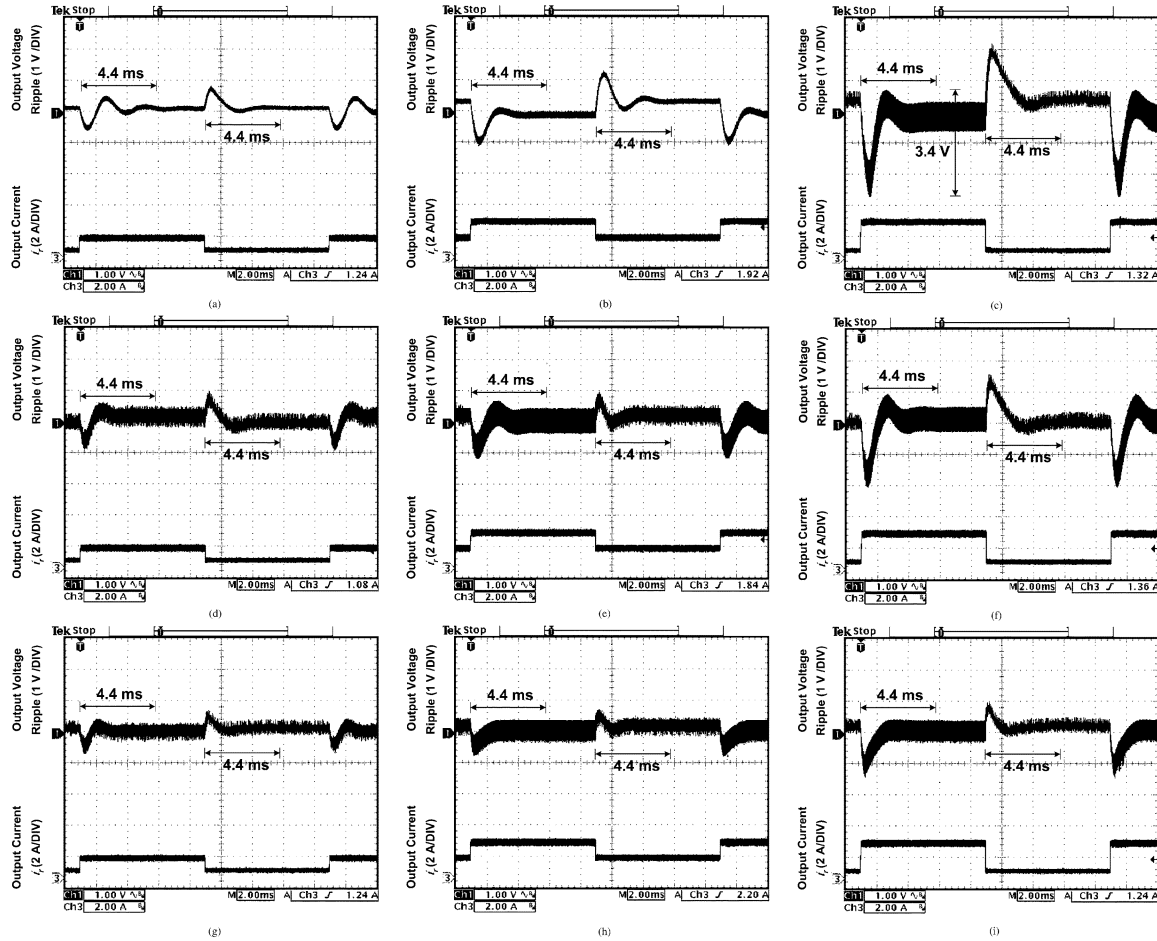 Tek Stop
Output Voltage
Ripple (1 V /DIV)
4.4 ms
4.4 ms
Output Current
ir (2 A/DIV)
Ch1 1.00 V M 2.00ms A Ch3 1.24 A
Ch3 2.00 A
(a)
Tek Stop
Output Voltage
Ripple (1 V /DIV)
4.4 ms
4.4 ms
Output Current
ir (2 A/DIV)
Ch1 1.00 V M 2.00ms A Ch3 1.92 A
Ch3 2.00 A
(b)
Tek Stop
Output Voltage
Ripple (1 V /DIV)
4.4 ms
3.4 V
4.4 ms
Output Current
ir (2 A/DIV)
Ch1 1.00 V M 2.00ms A Ch3 1.32 A
Ch3 2.00 A
(c)
Tek Stop
Output Voltage
Ripple (1 V /DIV)
4.4 ms
4.4 ms
Output Current
ir (2 A/DIV)
Ch1 1.00 V M 2.00ms A Ch3 1.08 A
Ch3 2.00 A
(d)
Tek Stop
Output Voltage
Ripple (1 V /DIV)
4.4 ms
4.4 ms
Output Current
ir (2 A/DIV)
Ch1 1.00 V M 2.00ms A Ch3 1.84 A
Ch3 2.00 A
(e)
Tek Stop
Output Voltage
Ripple (1 V /DIV)
4.4 ms
4.4 ms
Output Current
ir (2 A/DIV)
Ch1 1.00 V M 2.00ms A Ch3 1.36 A
Ch3 2.00 A
(f)
Tek Stop
Output Voltage
Ripple (1 V /DIV)
4.4 ms
4.4 ms
Output Current
ir (2 A/DIV)
Ch1 1.00 V M 2.00ms A Ch3 1.24 A
Ch3 2.00 A
(g)
Tek Stop
Output Voltage
Ripple (1 V /DIV)
4.4 ms
4.4 ms
Output Current
ir (2 A/DIV)
Ch1 1.00 V M 2.00ms A Ch3 2.20 A
Ch3 2.00 A
(h)
Tek Stop
Output Voltage
Ripple (1 V /DIV)
4.4 ms
4.4 ms
Output Current
ir (2 A/DIV)
Ch1 1.00 V M 2.00ms A Ch3 1.24 A
Ch3 2.00 A
(i)